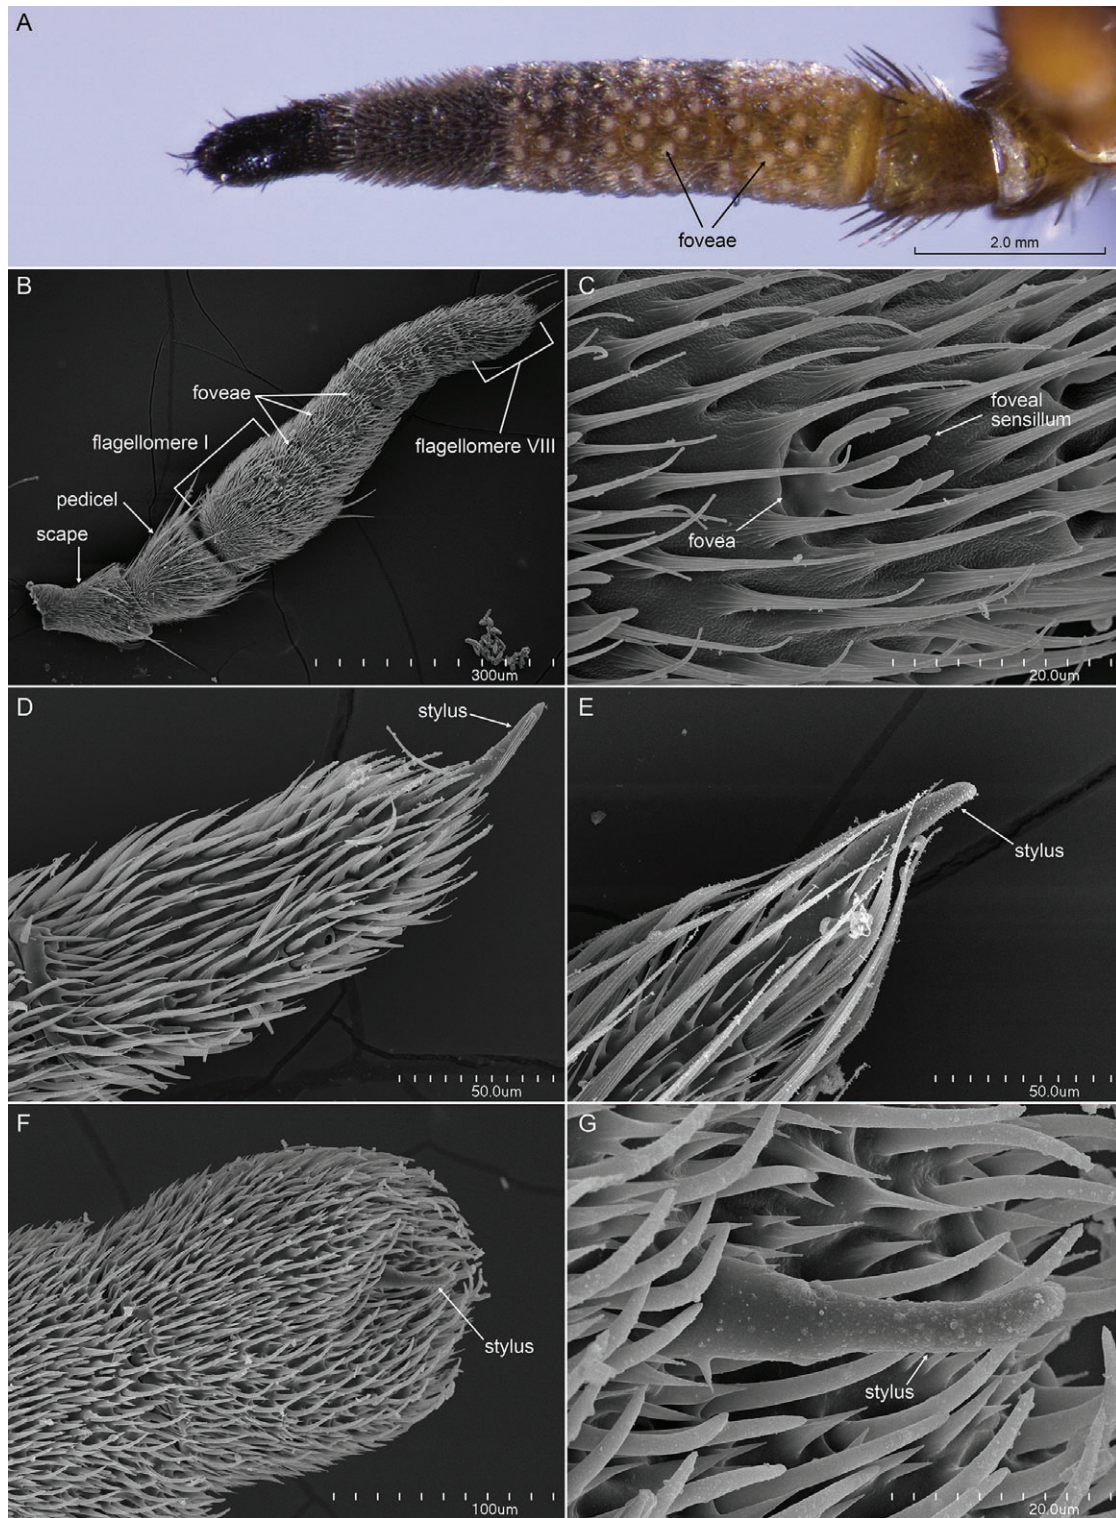 A
foveae
2.0 mm
B
foveae
flagellomere I
flagellomere VIII
pedicel
scape
300um
C
foveal
sensillum
fovea
20.0um
D
stylus
50.0um
E
stylus
50.0um
F
stylus
100um
G
stylus
20.0um